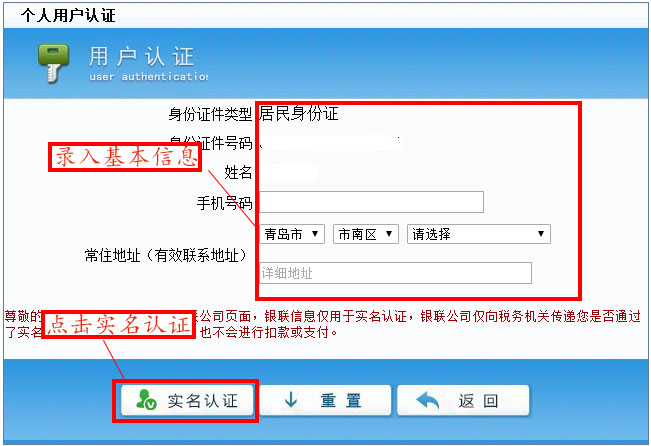 个人用户认证
用户认证
user authentication
身份证件类型 居民身份证
身份证件号码
录入基本信息
姓名
手机号码
青岛市 市南区 请选择
常住地址（有效联系地址）
详细地址
尊敬的 联公司页面，银联信息仅用于实名认证，银联公司仅向税务机关传递您是否通过
点击实名认证
了实名 也不会进行扣款或支付。
实名认证 重置 返回